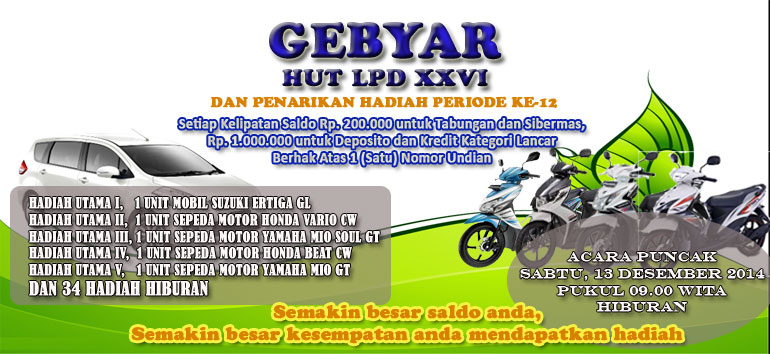 GEBYAR
HUT LPD XXVI
DAN PENARIKAN HADIAH PERIODE KE-12
Setiap Kelipatan Saldo Rp. 200.000 untuk Tabungan dan Sibermas,
Rp. 1.000.000 untuk Deposito dan Kredit Kategori Lancar
Berhak Atas 1 (Satu) Nomor Undian
HADIAH UTAMA I, 1 UNIT MOBIL SUZUKI ERTIGA GL
HADIAH UTAMA II, 1 UNIT SEPEDA MOTOR HONDA VARIO CW
HADIAH UTAMA III, 1 UNIT SEPEDA MOTOR YAMAHA MIO SOUL GT
HADIAH UTAMA IV, 1 UNIT SEPEDA MOTOR HONDA BEAT CW
HADIAH UTAMA V, 1 UNIT SEPEDA MOTOR YAMAHA MIO GT
DAN 34 HADIAH HIBURAN
ACARA PUNCAK
SABTU, 13 DESEMBER 2014
PUKUL 09.00 WITA
HIBURAN
Semakin besar saldo anda,
Semakin besar kesempatan anda mendapatkan hadiah